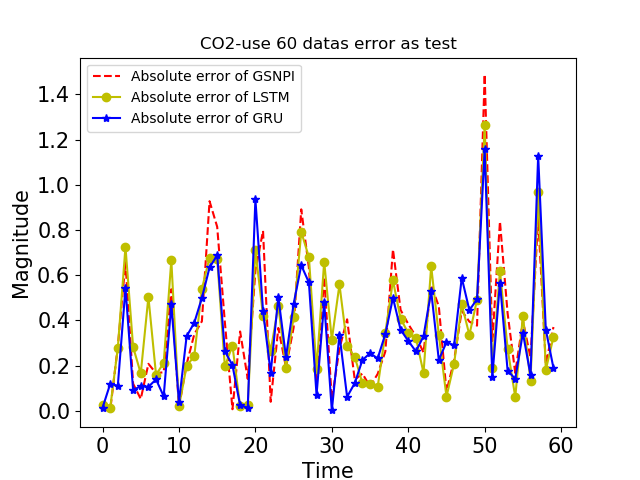 CO2-use 60 datas error as test
Absolute error of GSNPI
Absolute error of LSTM
Absolute error of GRU
Magnitude
1.4
1.2
1.0
0.8
0.6
0.4
0.2
0.0
0 10 20 30 40 50 60
Time